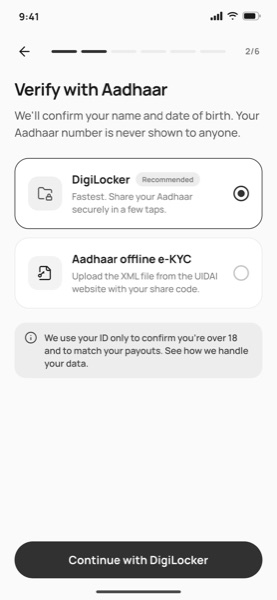 9:41
2/6
Verify with Aadhaar
We'll confirm your name and date of birth. Your
Aadhaar number is never shown to anyone.
DigiLocker Recommended
Fastest. Share your Aadhaar
securely in a few taps.
Aadhaar offline e-KYC
Upload the XML file from the UIDAI
website with your share code.
We use your ID only to confirm you're over 18
and to match your payouts. See how we handle
your data.
Continue with DigiLocker